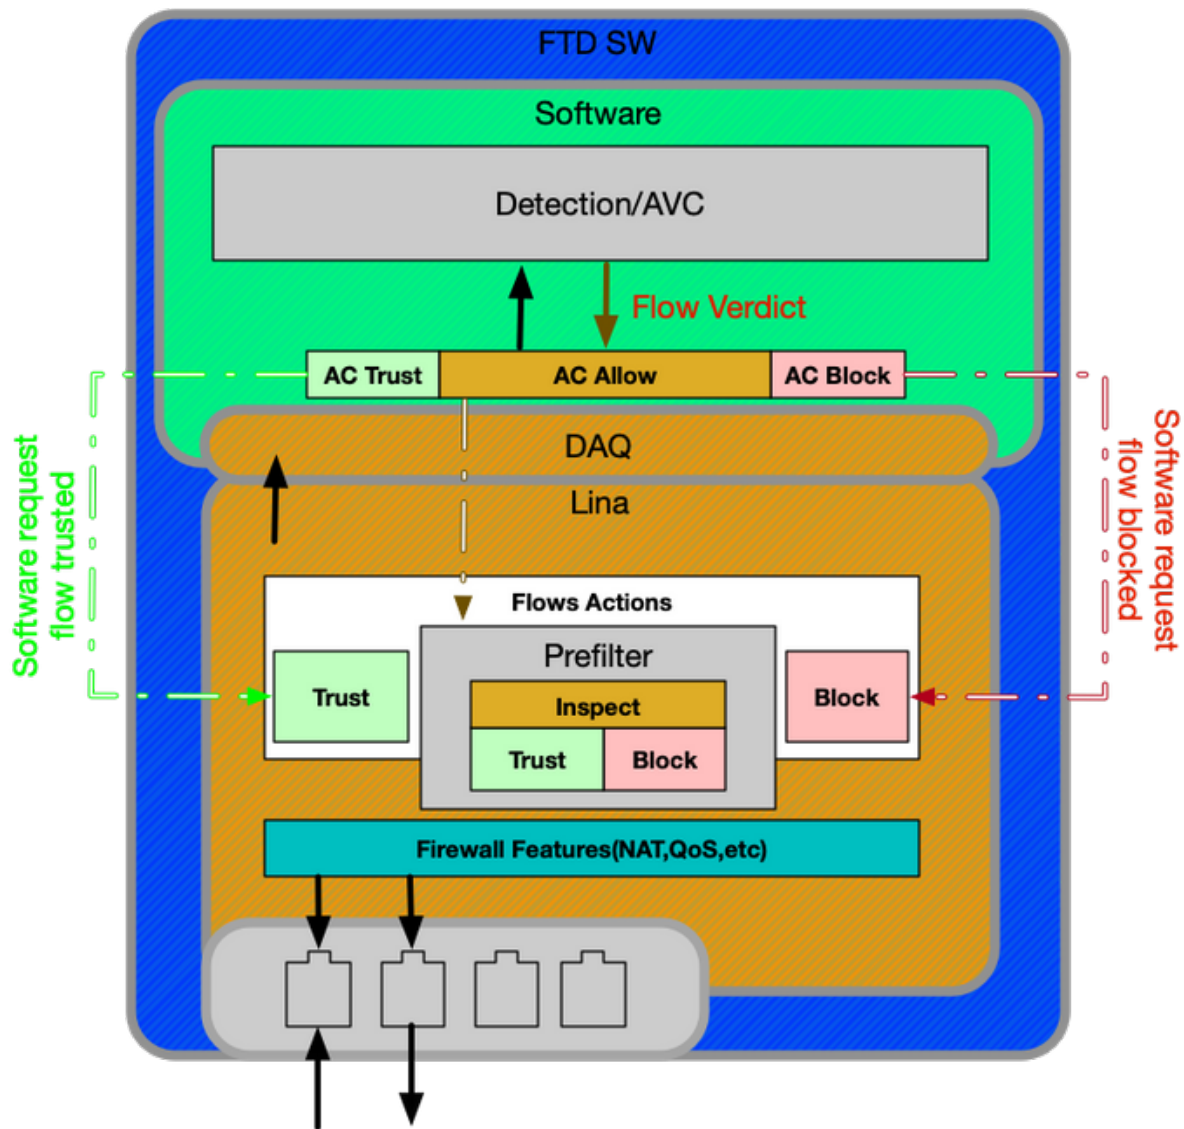 FTD SW
Software
Detection/AVC
Flow Verdict
AC Trust
AC Allow
AC Block
DAQ
Lina
Software request
flow trusted
Software request
flow blocked
Flows Actions
Prefilter
Inspect
Trust
Block
Trust
Block
Firewall Features(NAT,QoS,etc)